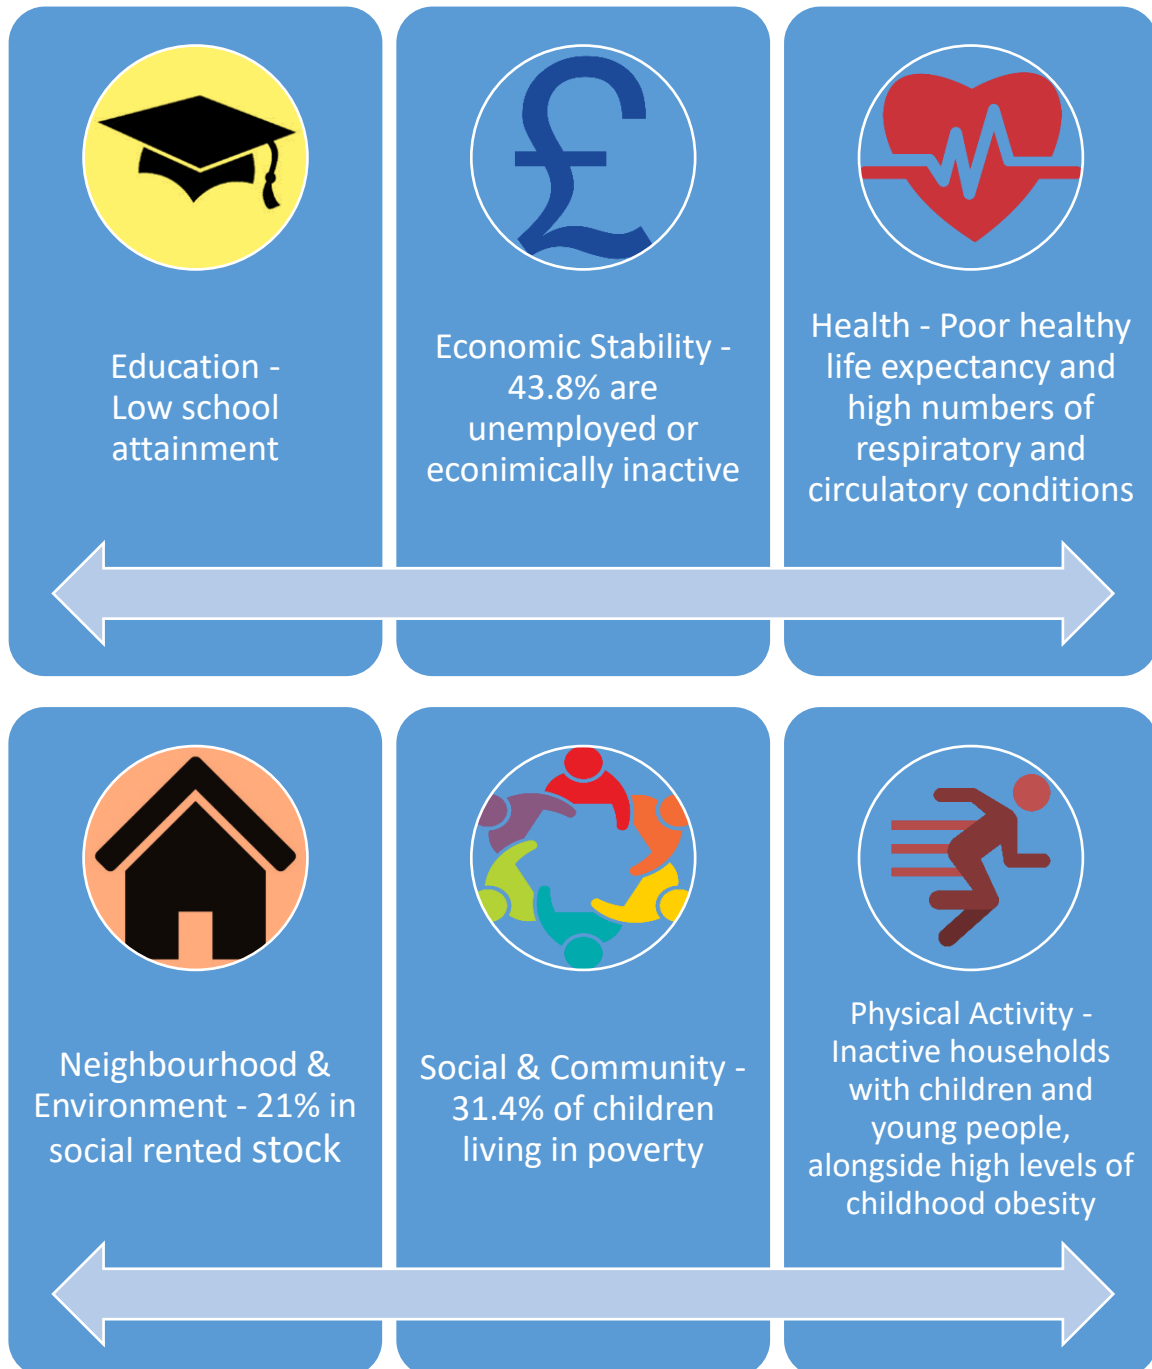 Education -
Low school
attainment
Economic Stability -
43.8% are
unemployed or
econimically inactive
Health - Poor healthy
life expectancy and
high numbers of
respiratory and
circulatory conditions
Neighbourhood &
Environment - 21% in
social rented stock
Social & Community -
31.4% of children
living in poverty
Physical Activity -
Inactive households
with children and
young people,
alongside high levels of
childhood obesity